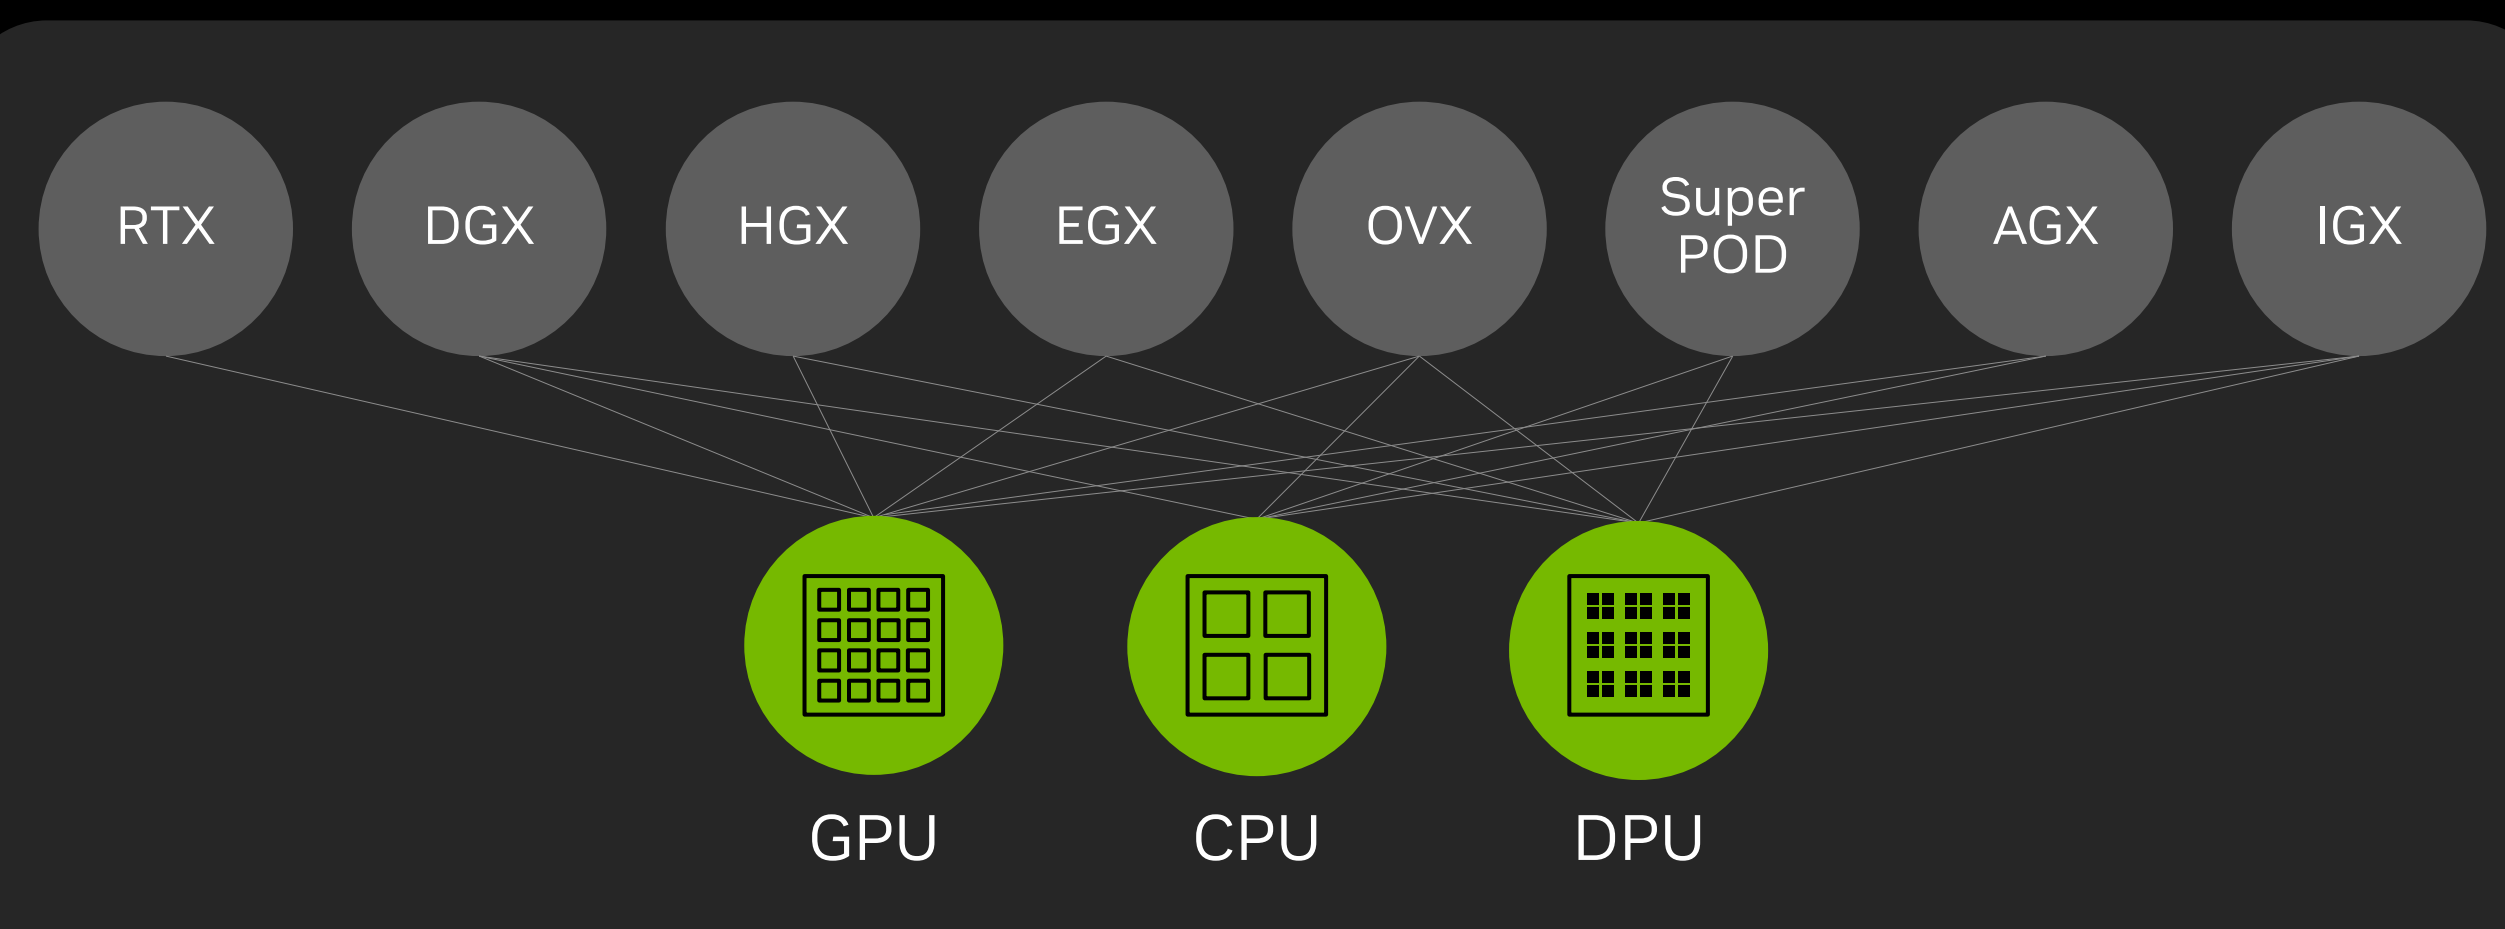 RTX
DGX
HGX
EGX
OVX
Super
POD
AGX
IGX
GPU
CPU
DPU